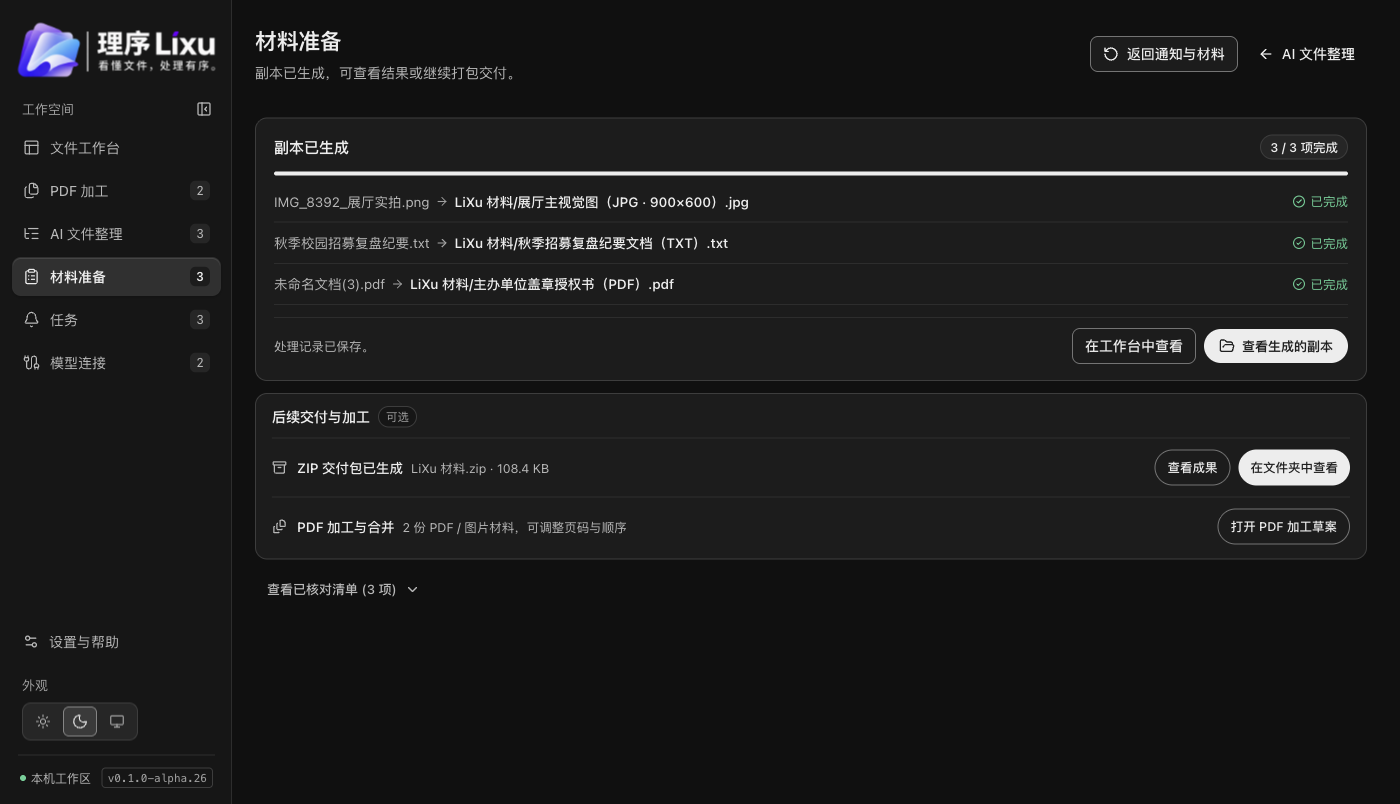 理序 Lixu
看懂文件，处理有序。
工作空间
文件工作台
PDF 加工 2
AI 文件整理 3
材料准备 3
任务 3
模型连接 2
设置与帮助
外观
本机工作区 v0.1.0-alpha.26
材料准备
副本已生成，可查看结果或继续打包交付。
返回通知与材料
AI 文件整理
副本已生成
3 / 3 项完成
IMG_8392_展厅实拍.png → LiXu 材料/展厅主视觉图（JPG · 900×600）.jpg 已完成
秋季校园招募复盘纪要.txt → LiXu 材料/秋季招募复盘纪要文档（TXT）.txt 已完成
未命名文档(3).pdf → LiXu 材料/主办单位盖章授权书（PDF）.pdf 已完成
处理记录已保存。
在工作台中查看
查看生成的副本
后续交付与加工 可选
ZIP 交付包已生成 LiXu 材料.zip · 108.4 KB
查看成果
在文件夹中查看
PDF 加工与合并 2 份 PDF / 图片材料，可调整页码与顺序
打开 PDF 加工草案
查看已核对清单 (3 项)